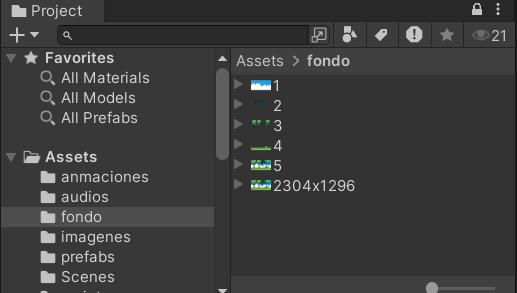 Project
21
Favorites
All Materials
All Models
All Prefabs
Assets
anmaciones
audios
fondo
imagenes
prefabs
Scenes
Assets > fondo
1
2
3
4
5
2304x1296